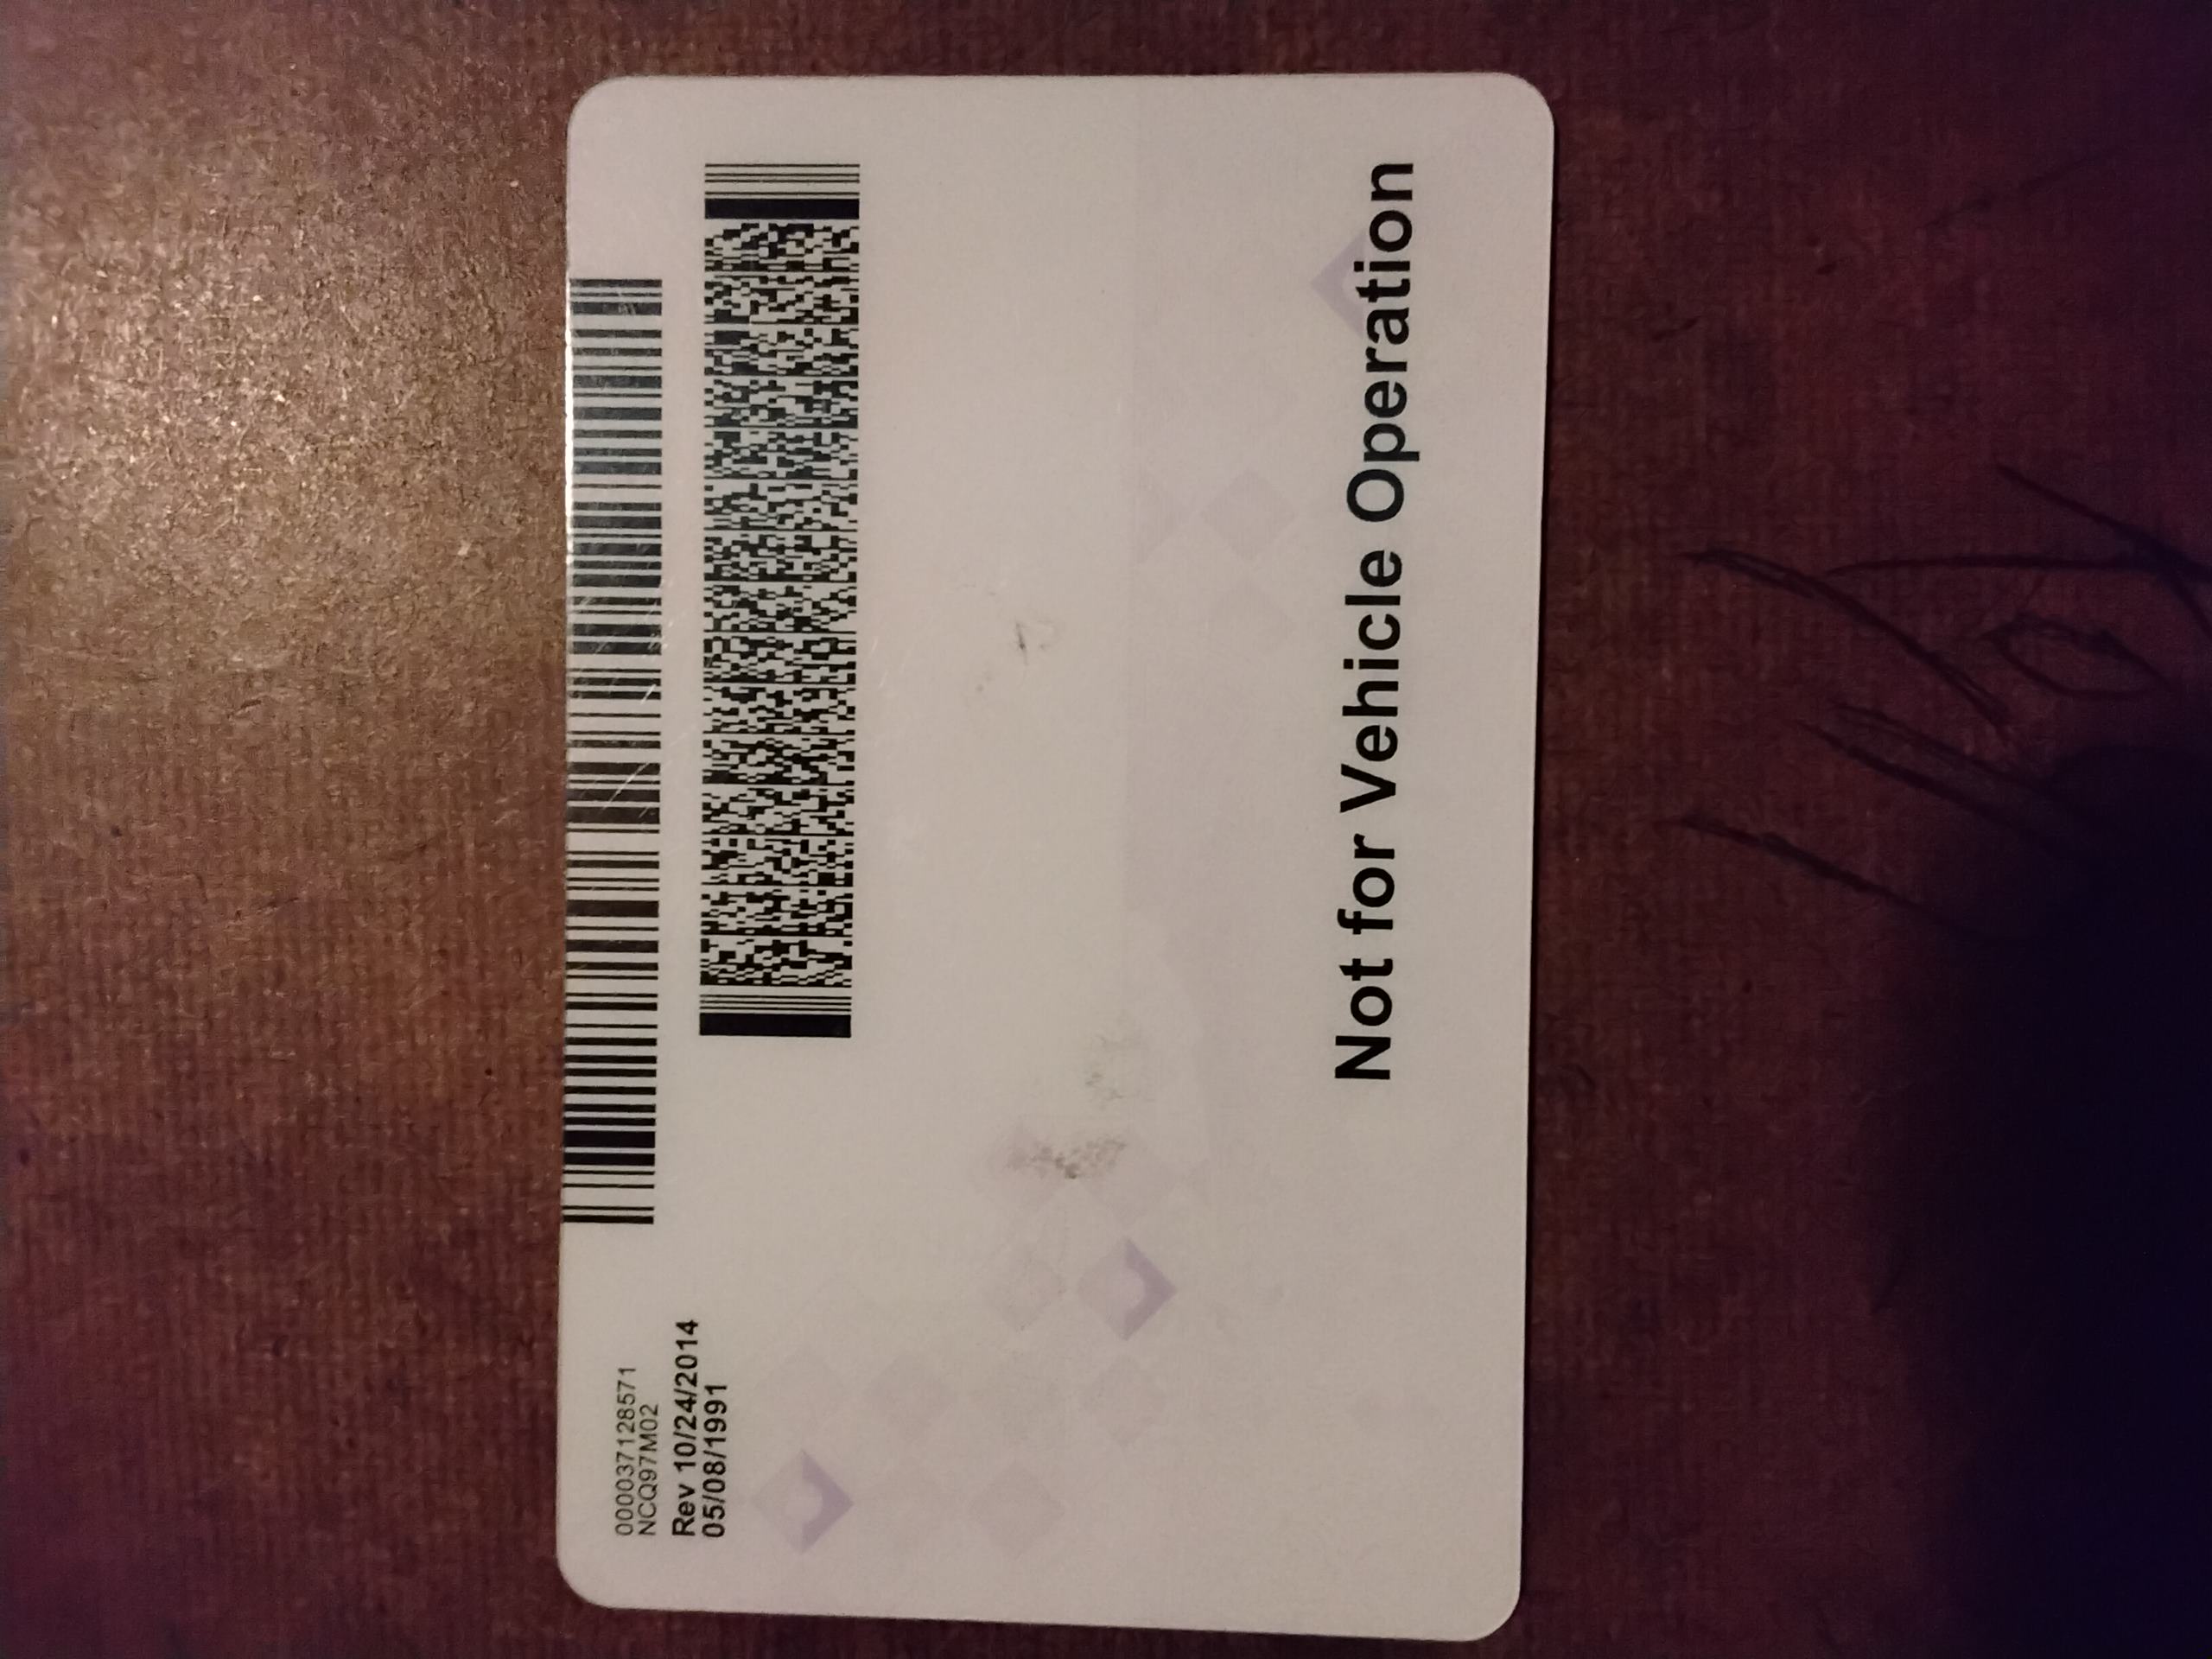 000037128571
NCQ97M02
Rev 10/24/2014
05/08/1991
Not for Vehicle Operation